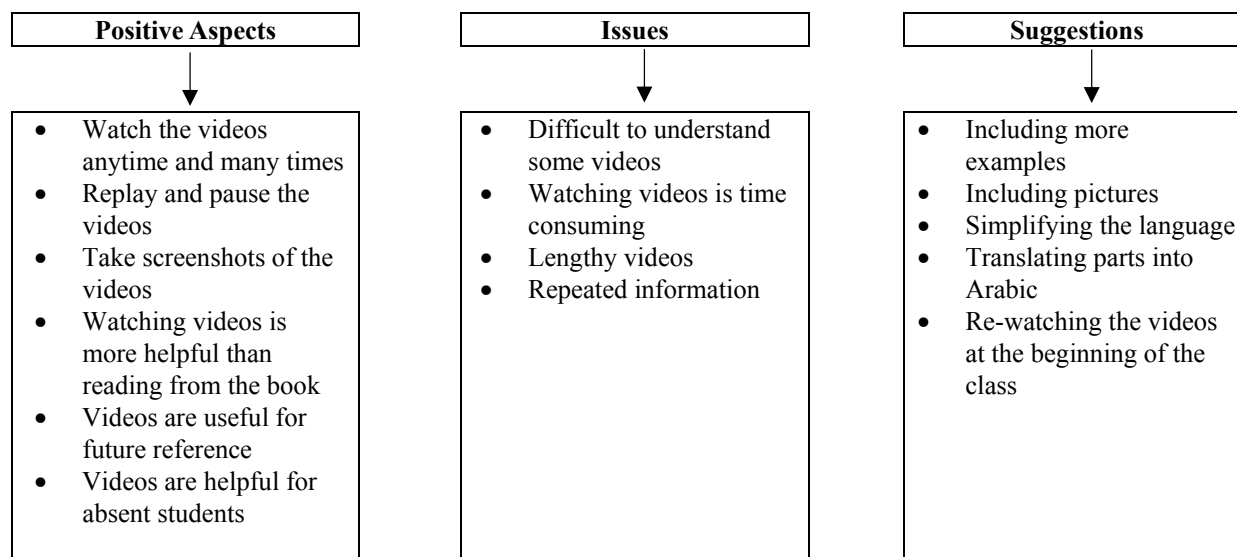 Positive Aspects
• Watch the videos
anytime and many times
• Replay and pause the
videos
• Take screenshots of the
videos
• Watching videos is
more helpful than
reading from the book
• Videos are useful for
future reference
• Videos are helpful for
absent students
Issues
• Difficult to understand
some videos
• Watching videos is time
consuming
• Lengthy videos
• Repeated information
Suggestions
• Including more
examples
• Including pictures
• Simplifying the language
• Translating parts into
Arabic
• Re-watching the videos
at the beginning of the
class